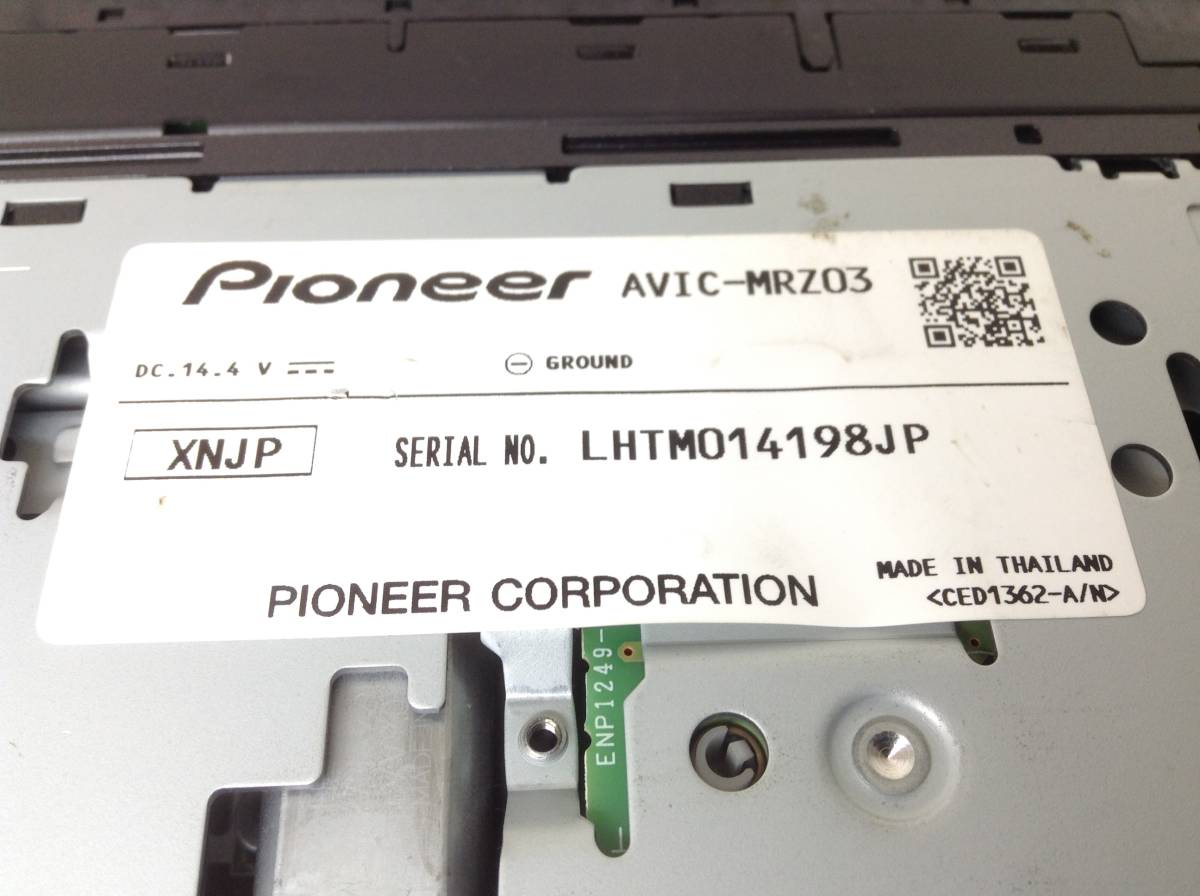 Pioneer AVIC-MRZ03
DC.14.4 V ⎓ ⊖ GROUND
XNJP SERIAL NO. LHTM014198JP
PIONEER CORPORATION
MADE IN THAILAND
<CED1362-A/N>
ENP1249-